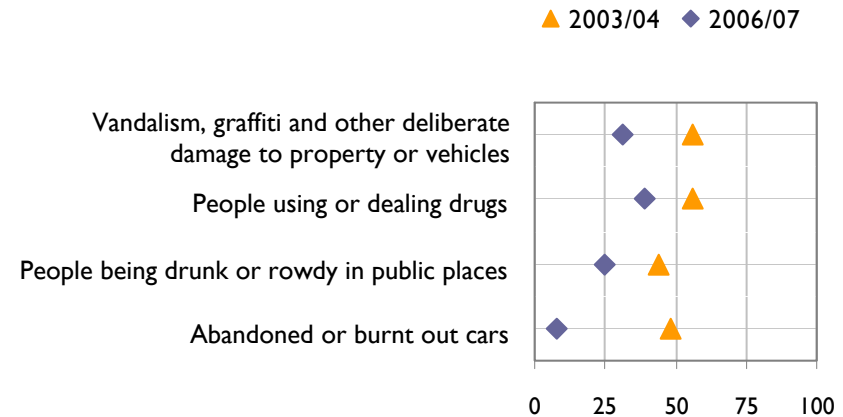 2003/04 2006/07
Vandalism, graffiti and other deliberate
damage to property or vehicles
People using or dealing drugs
People being drunk or rowdy in public places
Abandoned or burnt out cars
0 25 50 75 100